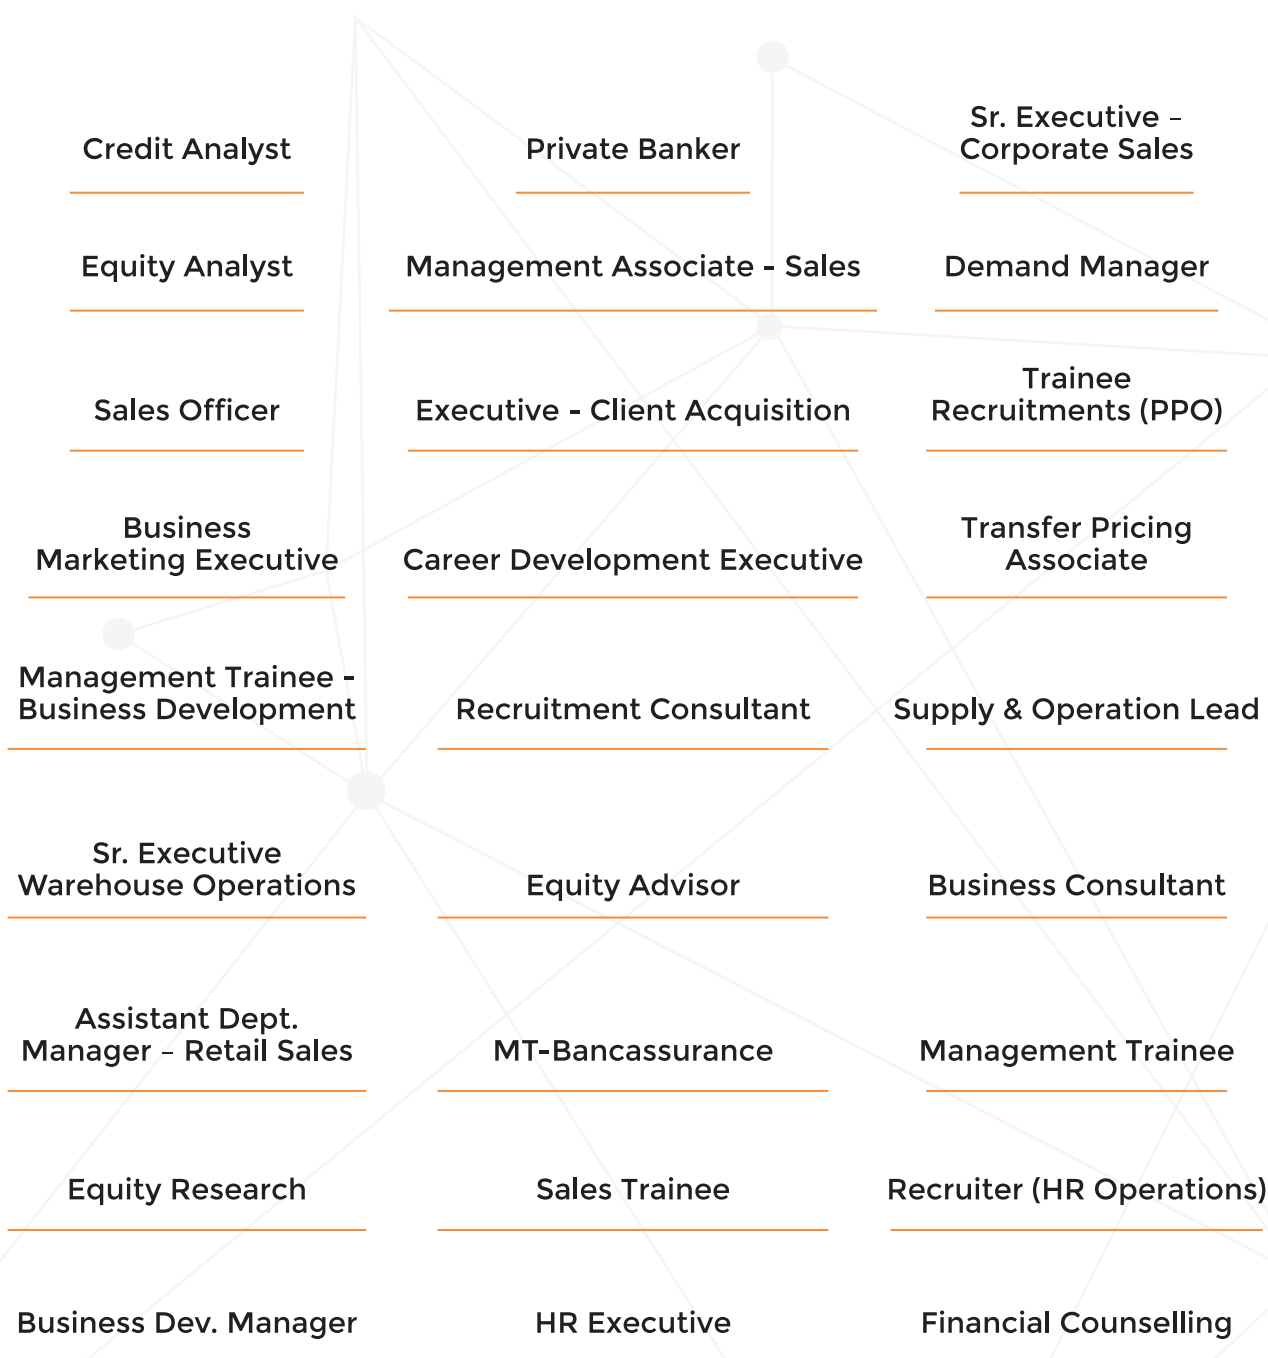 Credit Analyst
Private Banker
Sr. Executive –
Corporate Sales
Equity Analyst
Management Associate - Sales
Demand Manager
Sales Officer
Executive - Client Acquisition
Trainee
Recruitments (PPO)
Business
Marketing Executive
Career Development Executive
Transfer Pricing
Associate
Management Trainee -
Business Development
Recruitment Consultant
Supply & Operation Lead
Sr. Executive
Warehouse Operations
Equity Advisor
Business Consultant
Assistant Dept.
Manager – Retail Sales
MT-Bancassurance
Management Trainee
Equity Research
Sales Trainee
Recruiter (HR Operations)
Business Dev. Manager
HR Executive
Financial Counselling